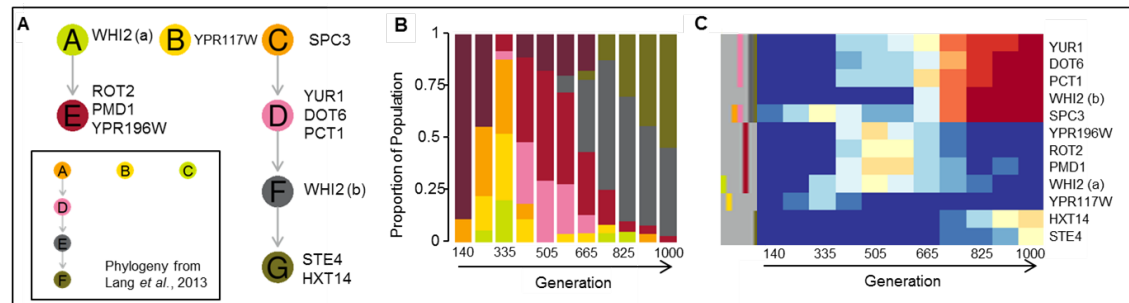 A
A WHI2 (a)
B YPR117W
C SPC3
E
ROT2
PMD1
YPR196W
D
YUR1
DOT6
PCT1
F WHI2 (b)
G
STE4
HXT14
A B C
D
E
F
Phylogeny from
Lang et al., 2013
B
Proportion of Population
1
0.75
0.5
0.25
0
140 335 505 665 825 1000
Generation
C
YUR1
DOT6
PCT1
WHI2 (b)
SPC3
YPR196W
ROT2
PMD1
WHI2 (a)
YPR117W
HXT14
STE4
140 335 505 665 825 1000
Generation